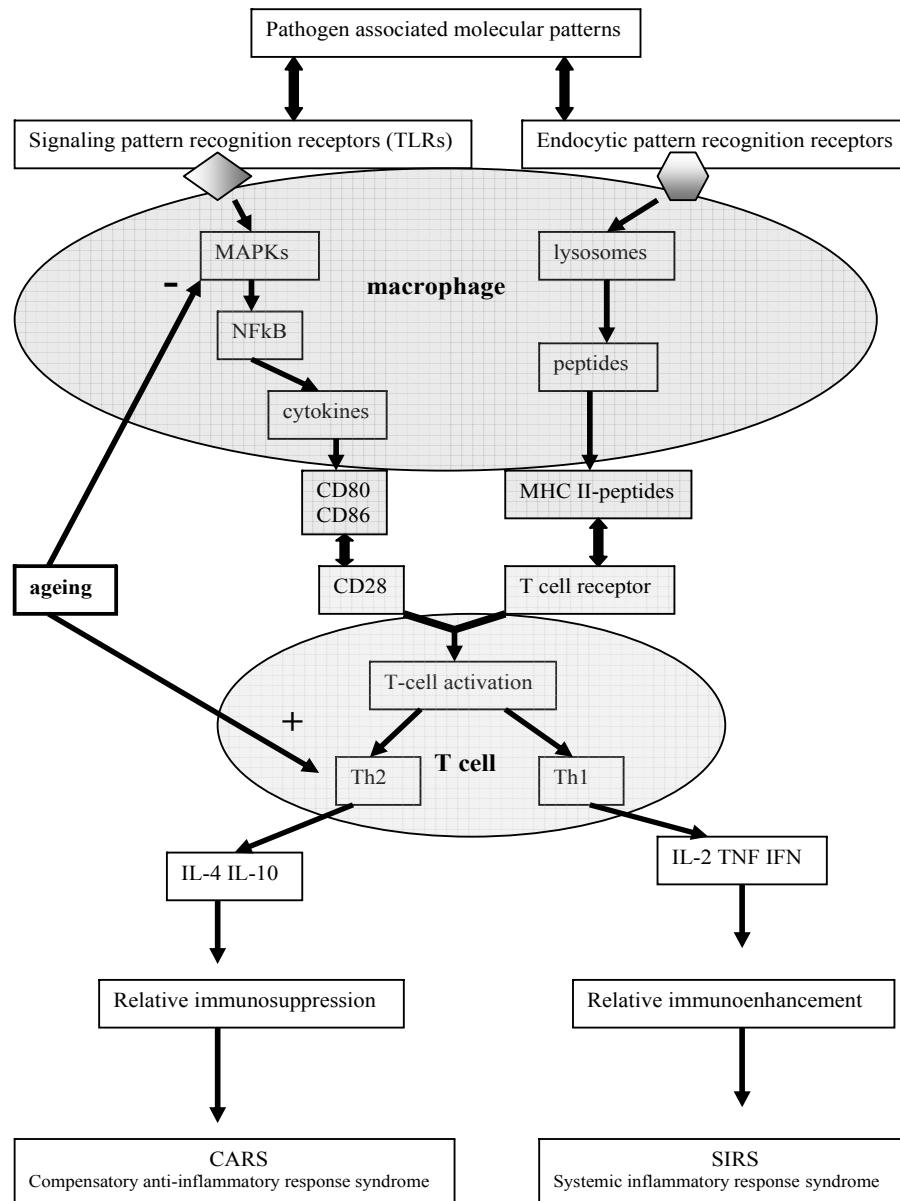 Pathogen associated molecular patterns
Signaling pattern recognition receptors (TLRs)
Endocytic pattern recognition receptors
MAPKs
lysosomes
-
macrophage
NFkB
peptides
cytokines
CD80
CD86
MHC II-peptides
ageing
CD28
T cell receptor
T-cell activation
+
T cell
Th2
Th1
IL-4 IL-10
IL-2 TNF IFN
Relative immunosuppression
Relative immunoenhancement
CARS
Compensatory anti-inflammatory response syndrome
SIRS
Systemic inflammatory response syndrome